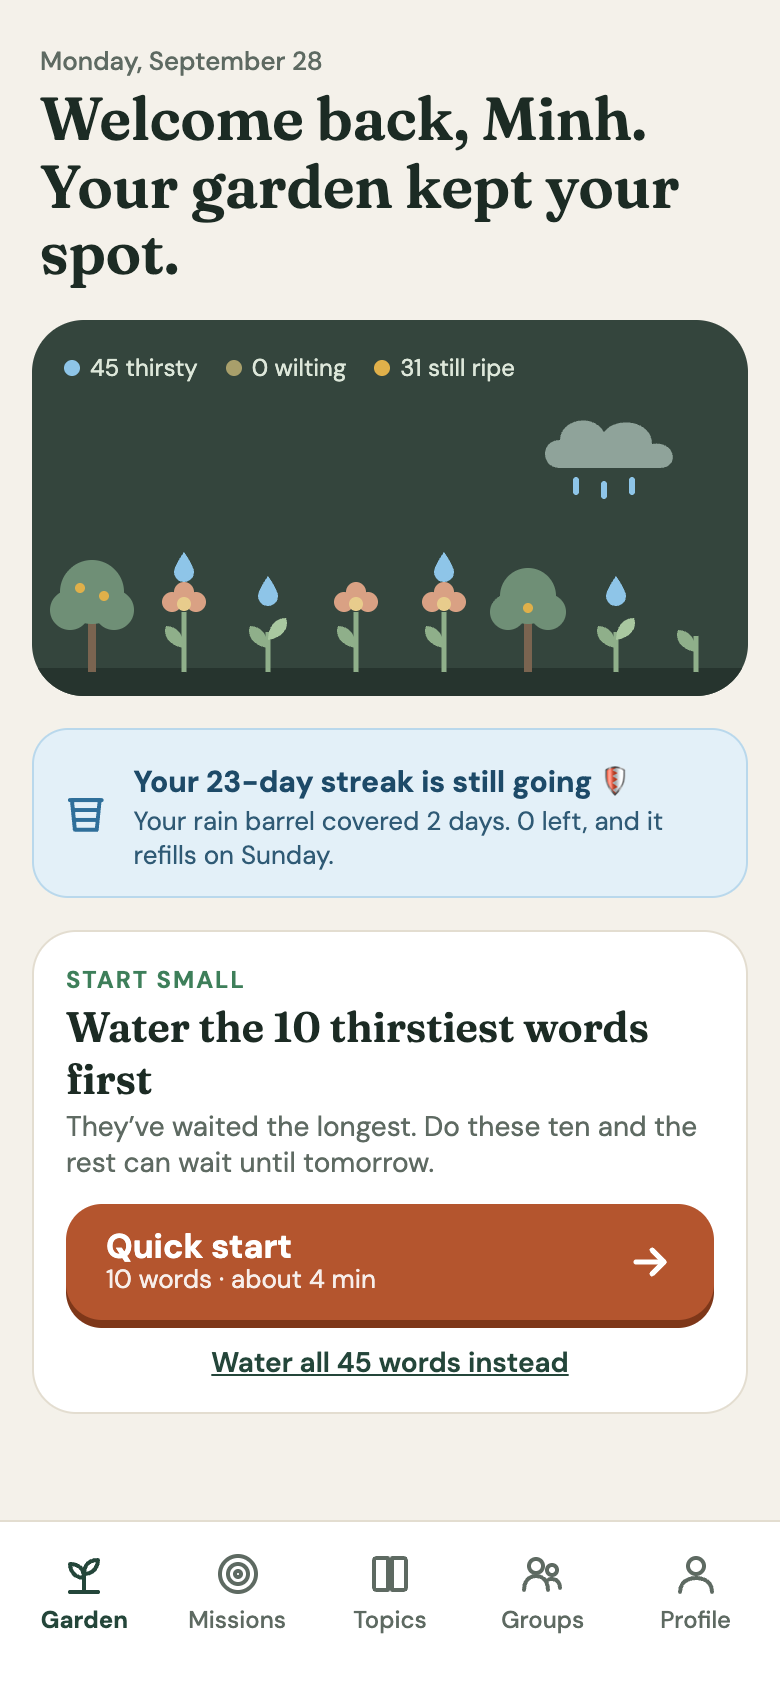 Monday, September 28
Welcome back, Minh.
Your garden kept your
spot.
45 thirsty
0 wilting
31 still ripe
Your 23-day streak is still going
Your rain barrel covered 2 days. 0 left, and it
refills on Sunday.
START SMALL
Water the 10 thirstiest words
first
They’ve waited the longest. Do these ten and the
rest can wait until tomorrow.
Quick start
10 words · about 4 min
Water all 45 words instead
Garden
Missions
Topics
Groups
Profile